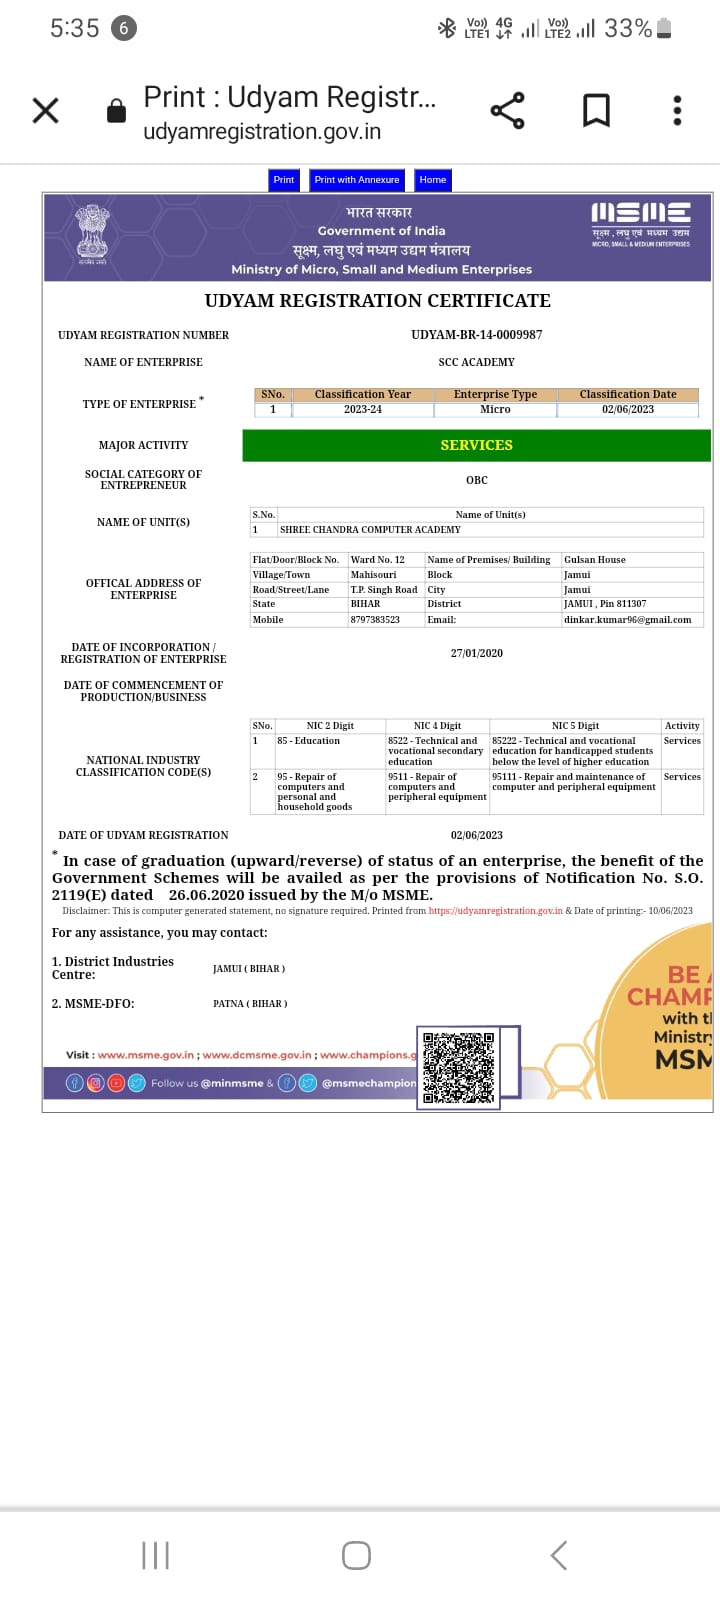 5:35 6 Vo) LTE1 4G Vo) LTE2 33%
Print : Udyam Registr...
udyamregistration.gov.in
Print Print with Annexure Home
भारत सरकार
Government of India
सूक्ष्म, लघु एवं मध्यम उद्यम मंत्रालय
Ministry of Micro, Small and Medium Enterprises
सत्यमेव जयते
MSME
सूक्ष्म, लघु एवं मध्यम उद्यम
MICRO, SMALL & MEDIUM ENTERPRISES
UDYAM REGISTRATION CERTIFICATE
UDYAM REGISTRATION NUMBER UDYAM-BR-14-0009987
NAME OF ENTERPRISE SCC ACADEMY
TYPE OF ENTERPRISE *
SNo. Classification Year Enterprise Type Classification Date
1 2023-24 Micro 02/06/2023
MAJOR ACTIVITY SERVICES
SOCIAL CATEGORY OF
ENTREPRENEUR
OBC
NAME OF UNIT(S)
S.No. Name of Unit(s)
1 SHREE CHANDRA COMPUTER ACADEMY
OFFICAL ADDRESS OF
ENTERPRISE
Flat/Door/Block No. Ward No. 12 Name of Premises/ Building Gulsan House
Village/Town Mahisouri Block Jamui
Road/Street/Lane T.P. Singh Road City Jamui
State BIHAR District JAMUI , Pin 811307
Mobile 8797383523 Email: dinkar.kumar96@gmail.com
DATE OF INCORPORATION /
REGISTRATION OF ENTERPRISE
27/01/2020
DATE OF COMMENCEMENT OF
PRODUCTION/BUSINESS
NATIONAL INDUSTRY
CLASSIFICATION CODE(S)
SNo. NIC 2 Digit NIC 4 Digit NIC 5 Digit Activity
1 85 - Education 8522 - Technical and 85222 - Technical and vocational Services
vocational secondary education for handicapped students
education below the level of higher education
2 95 - Repair of 9511 - Repair of 95111 - Repair and maintenance of Services
computers and computers and computer and peripheral equipment
personal and peripheral equipment
household goods
DATE OF UDYAM REGISTRATION 02/06/2023
* In case of graduation (upward/reverse) of status of an enterprise, the benefit of the
Government Schemes will be availed as per the provisions of Notification No. S.O.
2119(E) dated 26.06.2020 issued by the M/o MSME.
Disclaimer: This is computer generated statement, no signature required. Printed from https://udyamregistration.gov.in & Date of printing:- 10/06/2023
For any assistance, you may contact:
1. District Industries
Centre:
JAMUI ( BIHAR )
2. MSME-DFO: PATNA ( BIHAR )
BE A
CHAMP
with th
Ministry
MSM
Visit : www.msme.gov.in ; www.dcmsme.gov.in ; www.champions.g
Follow us @minmsme & @msmechampion